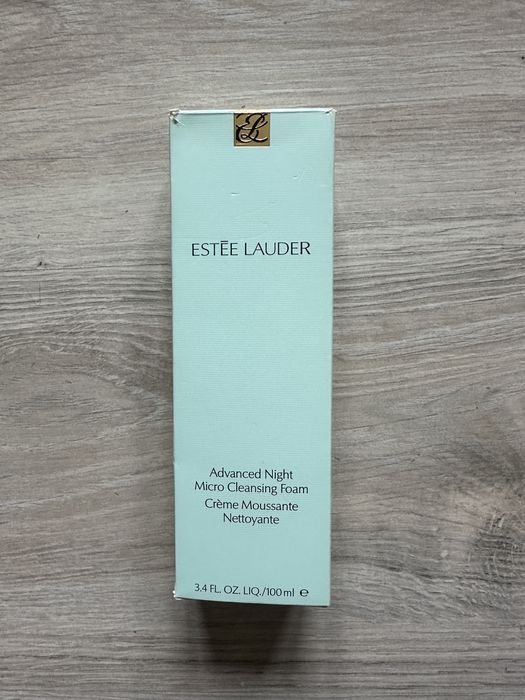 EL
ESTĒE LAUDER
Advanced Night
Micro Cleansing Foam
Crème Moussante
Nettoyante
3.4 FL. OZ. LIQ./100 ml ℮